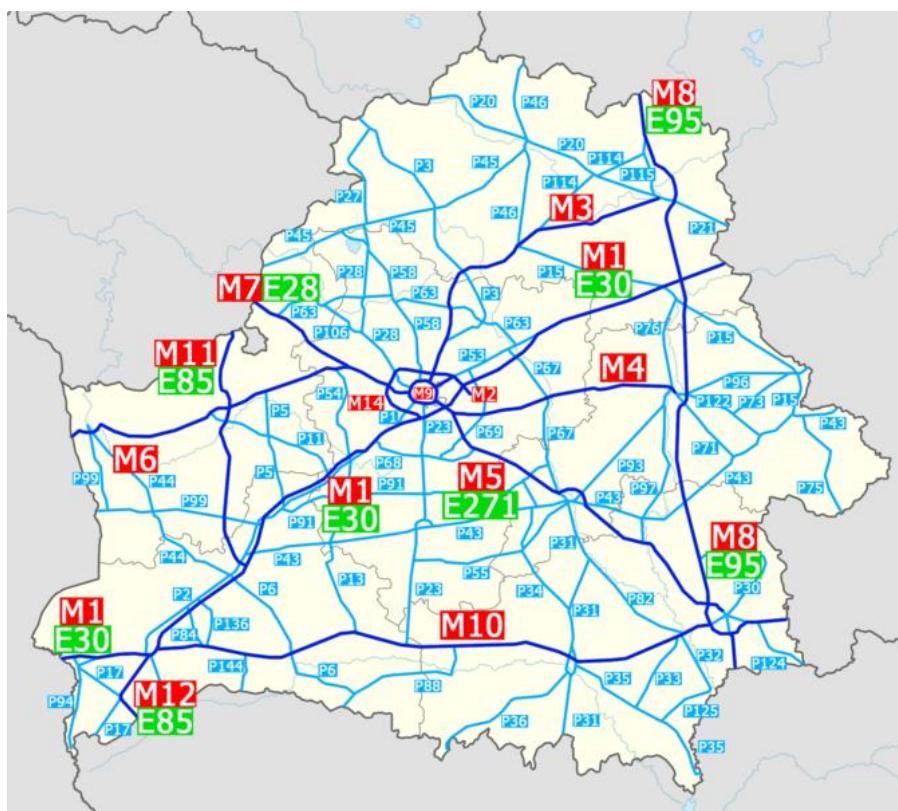 P20
P46
M8
E95
P20
P114
P3
P45
P114
P115
P27
M3
P46
P21
P45
P45
M1
E30
P28
P58
P15
M7 E28
P3
P63
P63
P106
P28
P58
P63
P76
P15
M11
E85
P53
P67
M4
P96
P54
M14
M9
M2
P122
P73
P15
P5
P1
P23
P69
P43
M6
P11
P67
P71
P99
P44
P5
P68
M5
E271
P93
P97
P43
P75
P99
M1
E30
P91
P91
P43
M8
E95
P43
P43
P31
P44
P55
P30
P2
P6
P13
P23
P34
P31
P82
M1
E30
P136
P84
M10
P32
P124
P17
P144
P6
P88
P35
P33
P94
M12
E85
P17
P36
P31
P125
P35